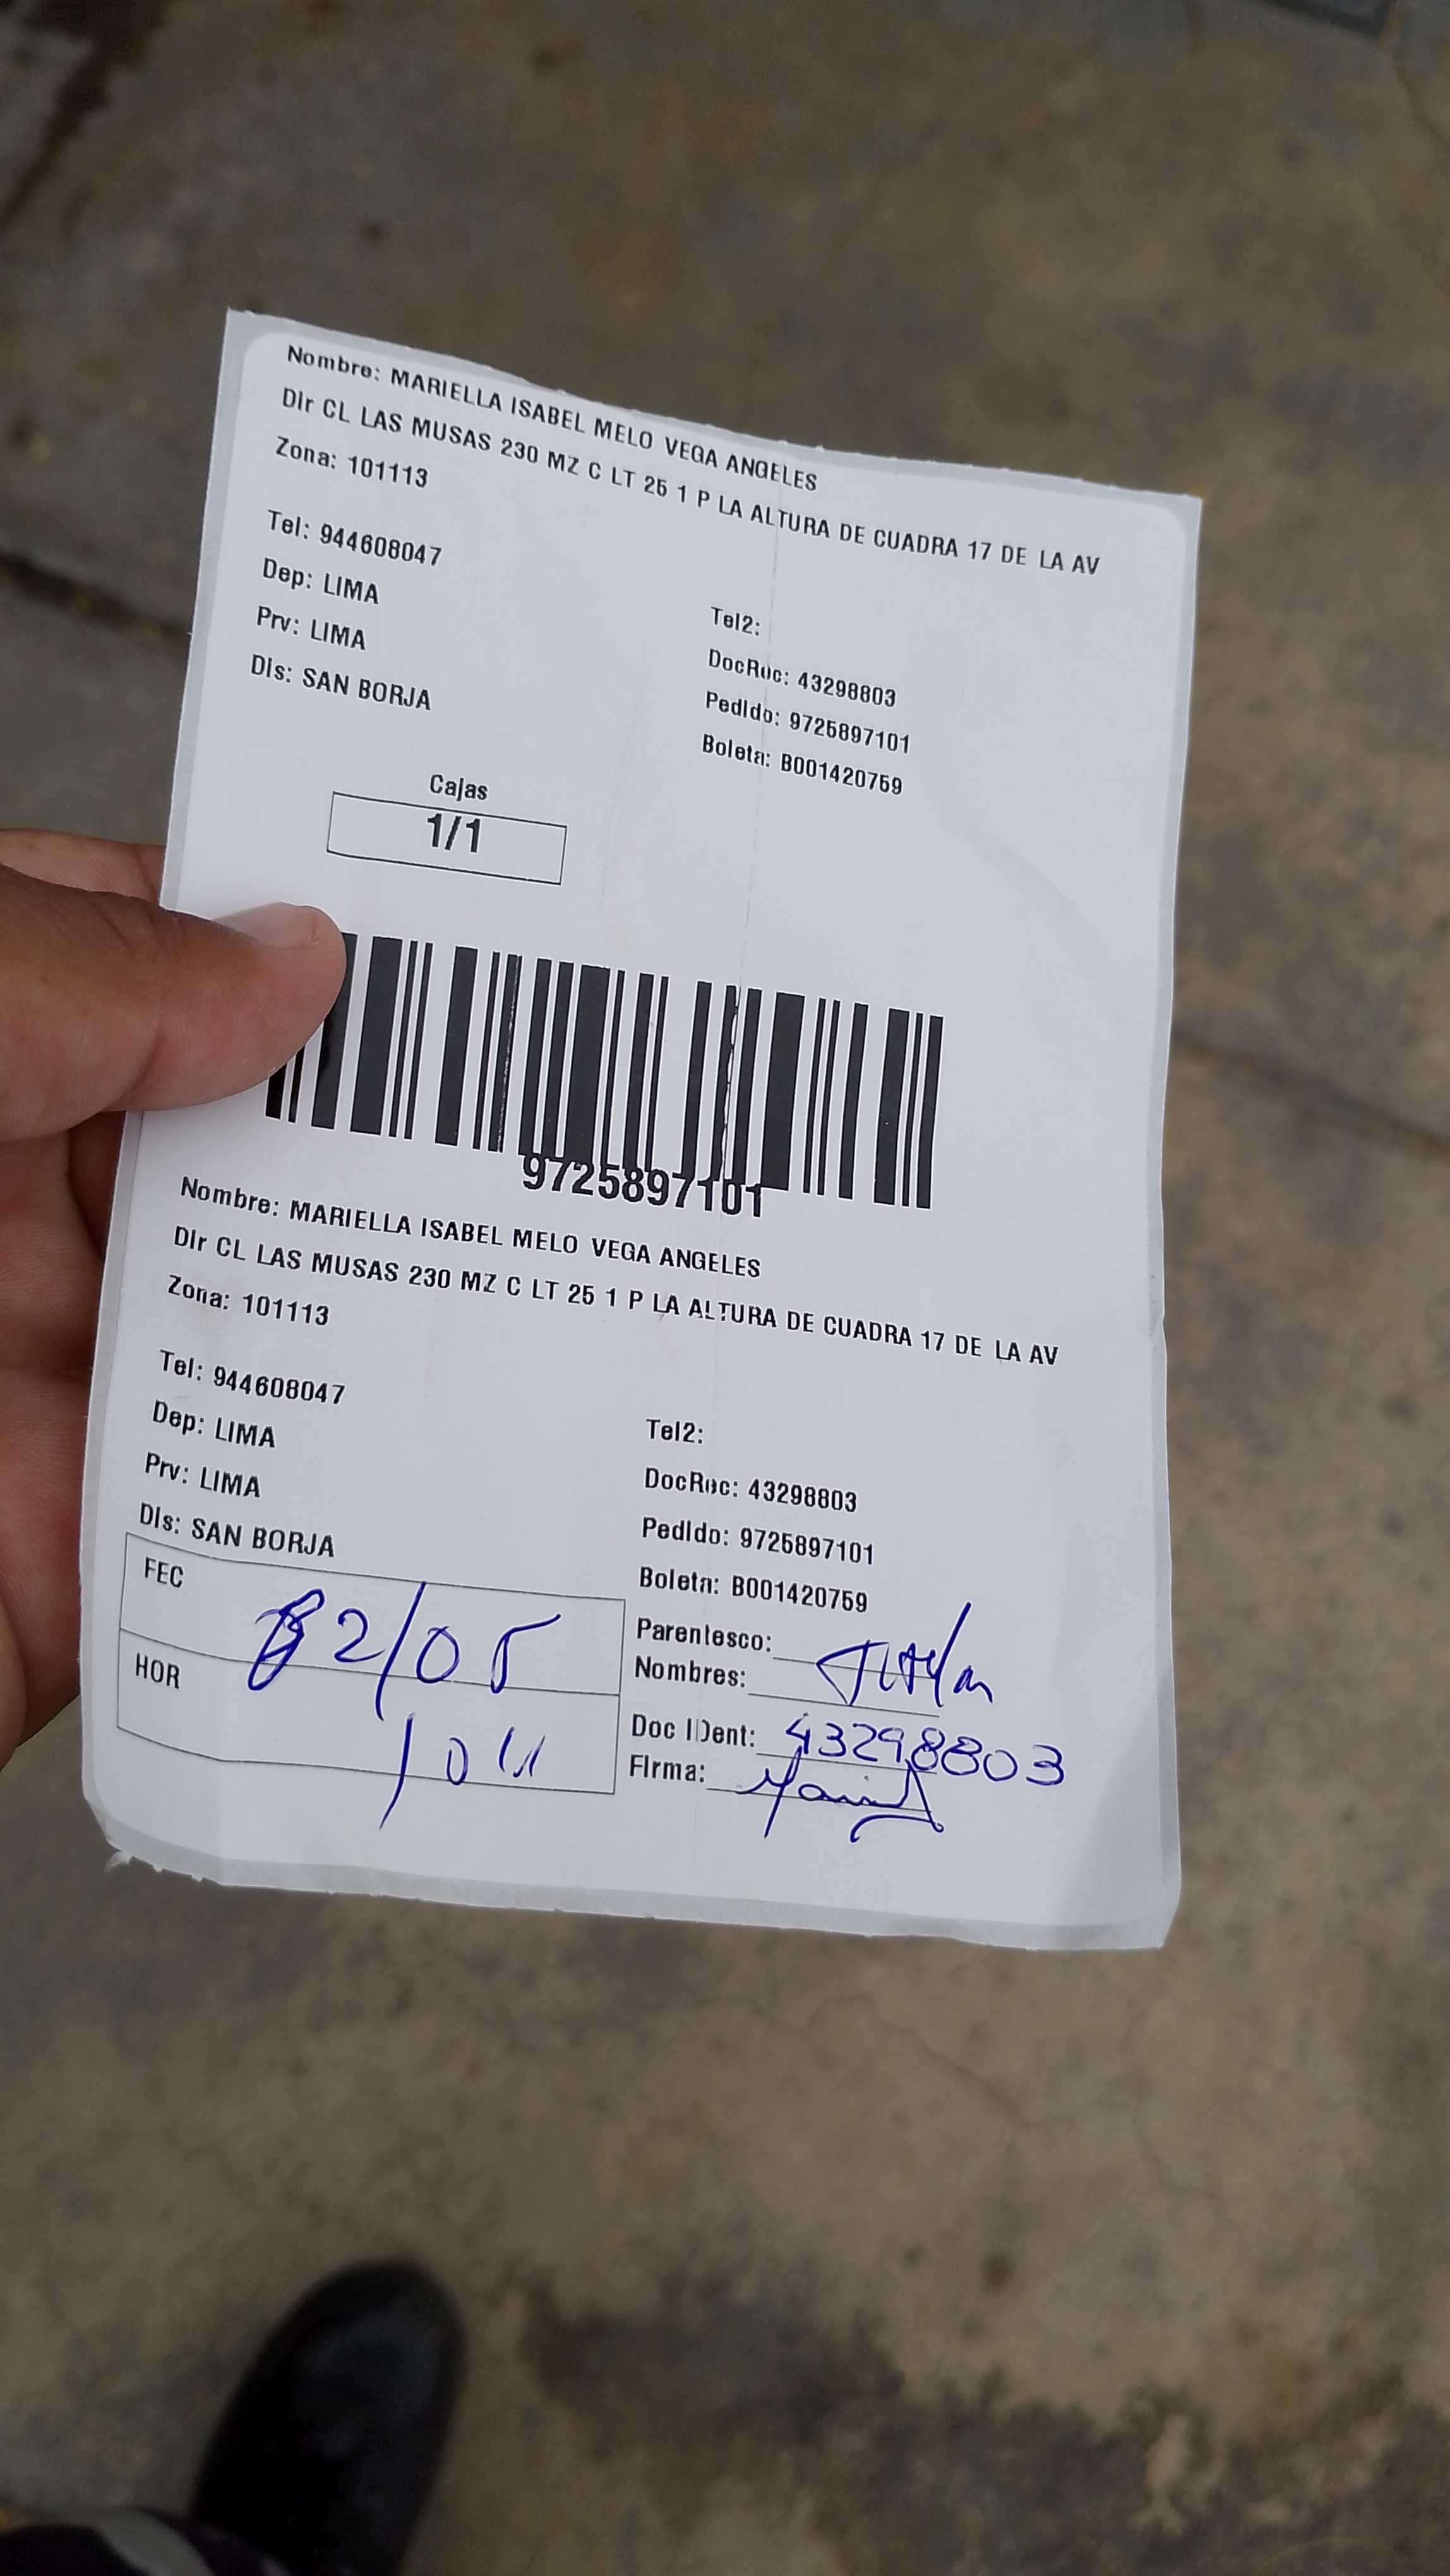 Nombre: MARIELLA ISABEL MELO VEGA ANGELES
Dir CL LAS MUSAS 230 MZ C LT 25 1 P LA ALTURA DE CUADRA 17 DE LA AV
Zona: 101113
Tel: 944608047
Tel2:
Dep: LIMA
DocRec: 43298803
Prv: LIMA
Pedido: 9725897101
Dis: SAN BORJA
Boleta: B001420759
Cajas
1/1
9725897101
Nombre: MARIELLA ISABEL MELO VEGA ANGELES
Dir CL LAS MUSAS 230 MZ C LT 25 1 P LA ALTURA DE CUADRA 17 DE LA AV
Zona: 101113
Tel: 944608047
Tel2:
Dep: LIMA
DocRec: 43298803
Prv: LIMA
Pedido: 9725897101
Dis: SAN BORJA
Boleta: B001420759
FEC 02/05
Parentesco:
Nombres:
HOR
Doc IDent: 43298803
Firma: